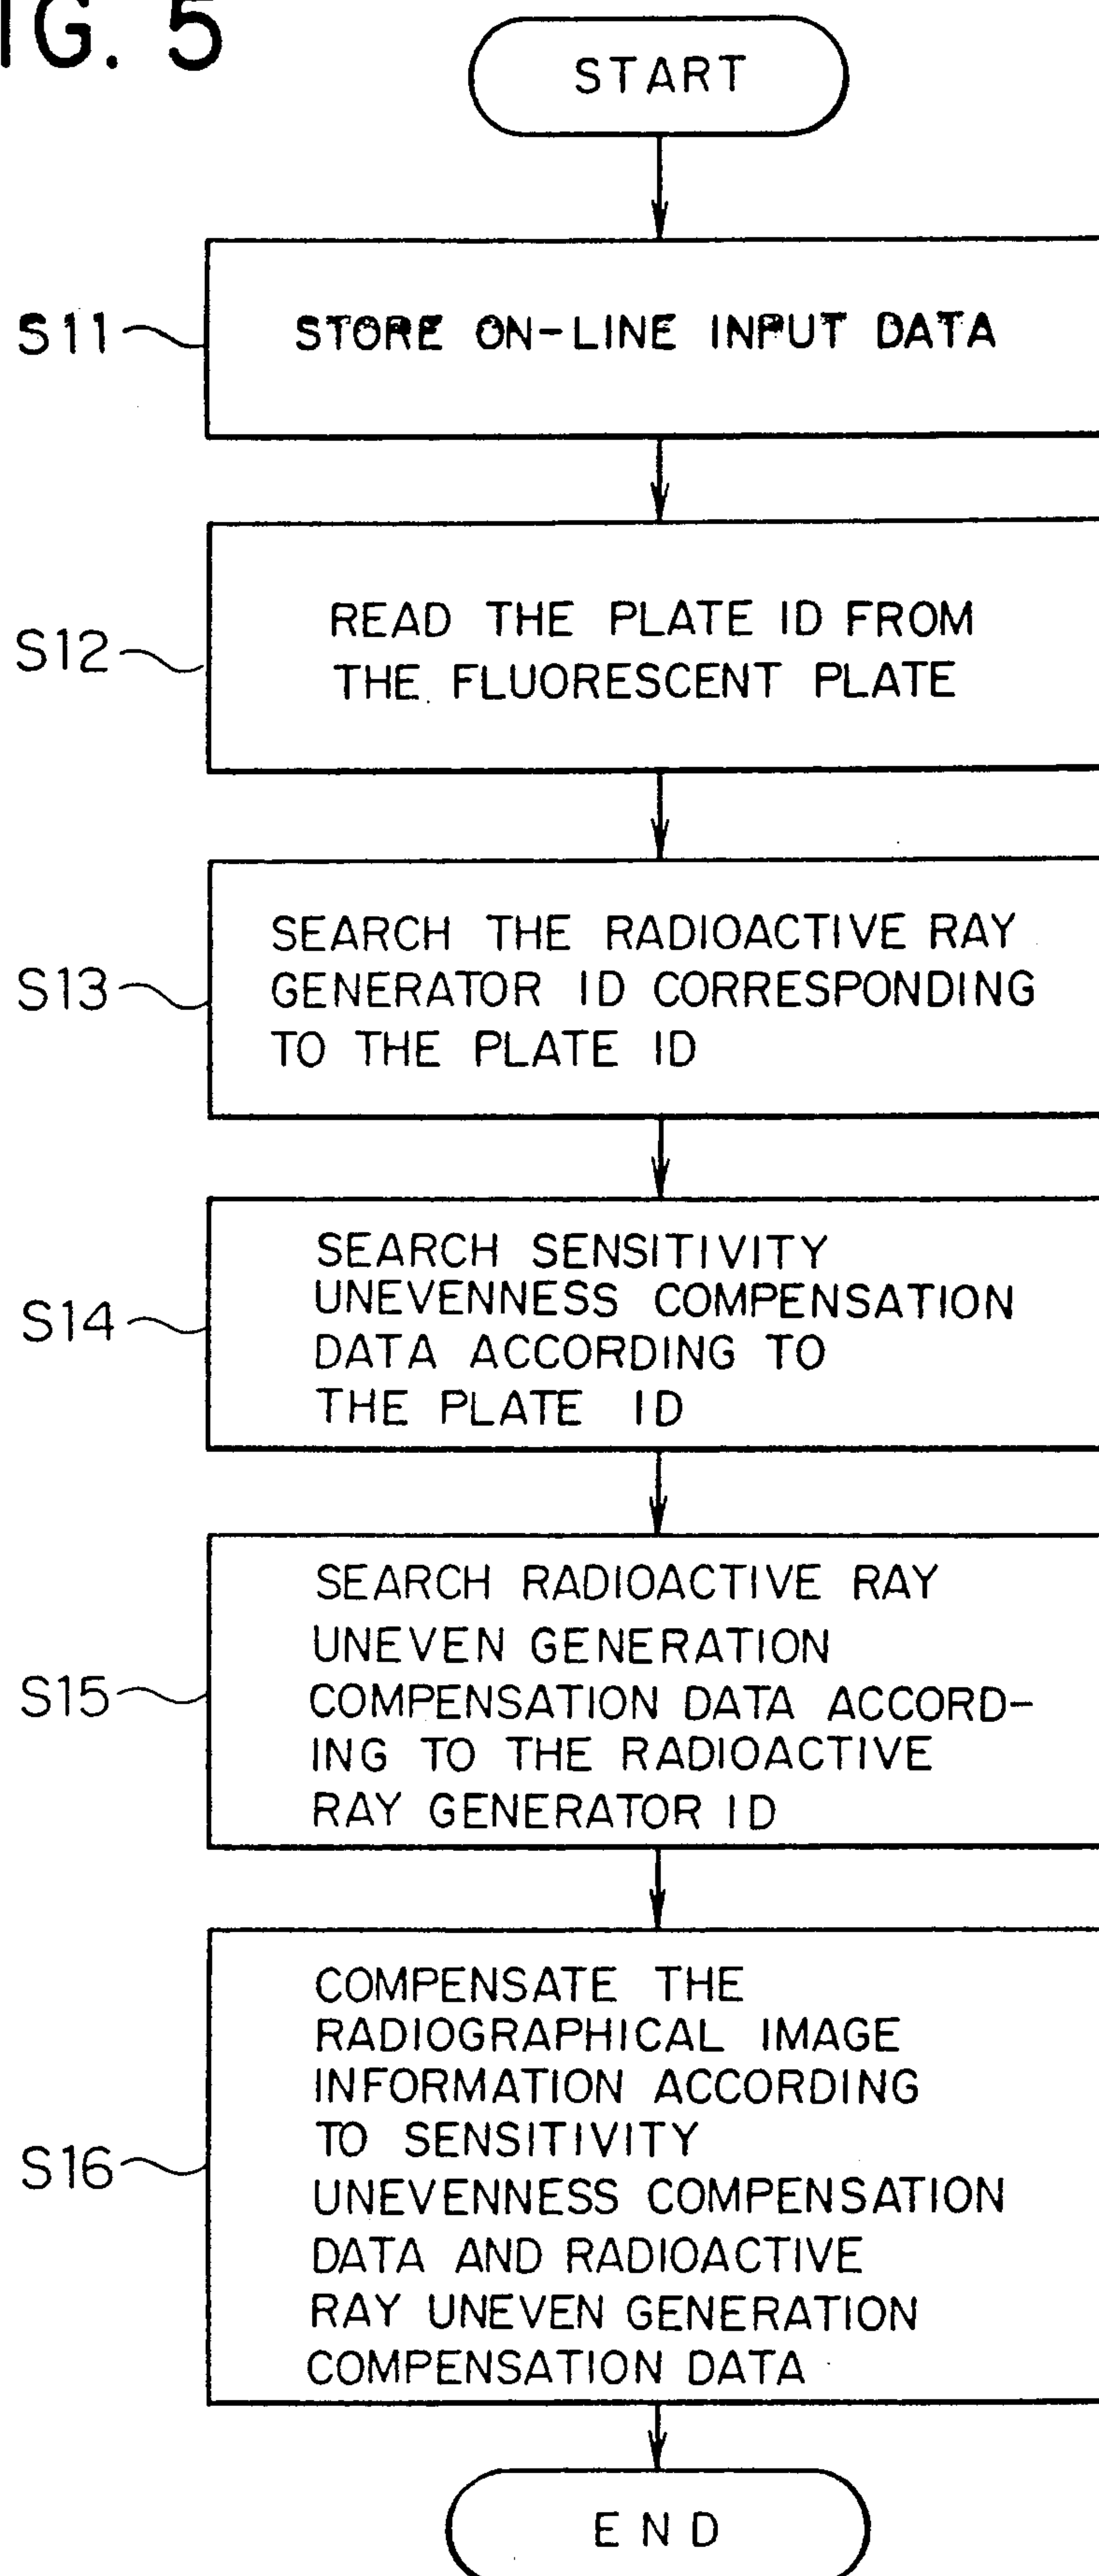 IG. 5
START
S11
STORE ON-LINE INPUT DATA
S12
READ THE PLATE ID FROM
THE FLUORESCENT PLATE
S13
SEARCH THE RADIOACTIVE RAY
GENERATOR ID CORRESPONDING
TO THE PLATE ID
S14
SEARCH SENSITIVITY
UNEVENNESS COMPENSATION
DATA ACCORDING TO
THE PLATE ID
S15
SEARCH RADIOACTIVE RAY
UNEVEN GENERATION
COMPENSATION DATA ACCORD-
ING TO THE RADIOACTIVE
RAY GENERATOR ID
S16
COMPENSATE THE
RADIOGRAPHICAL IMAGE
INFORMATION ACCORDING
TO SENSITIVITY
UNEVENNESS COMPENSATION
DATA AND RADIOACTIVE
RAY UNEVEN GENERATION
COMPENSATION DATA
END